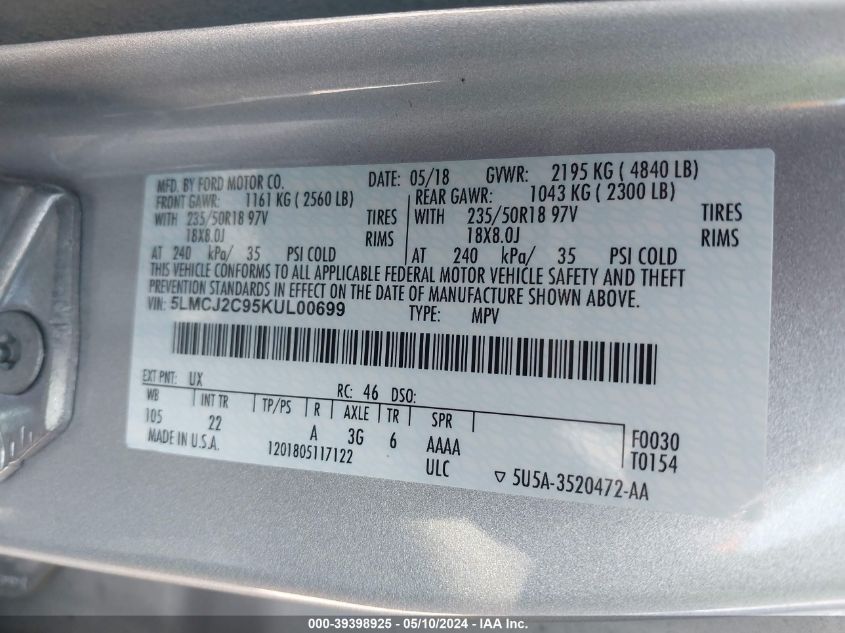 MFD. BY FORD MOTOR CO. DATE: 05/18 GVWR: 2195 KG ( 4840 LB)
FRONT GAWR: 1161 KG ( 2560 LB) REAR GAWR: 1043 KG ( 2300 LB)
WITH 235/50R18 97V TIRES WITH 235/50R18 97V TIRES
18X8.0J RIMS 18X8.0J RIMS
AT 240 kPa/ 35 PSI COLD AT 240 kPa/ 35 PSI COLD
THIS VEHICLE CONFORMS TO ALL APPLICABLE FEDERAL MOTOR VEHICLE SAFETY AND THEFT
PREVENTION STANDARDS IN EFFECT ON THE DATE OF MANUFACTURE SHOWN ABOVE.
VIN: 5LMCJ2C95KUL00699 TYPE: MPV
EXT PNT: UX RC: 46 DSO:
WB INT TR TP/PS R AXLE TR SPR
105 22 A 3G 6 AAAA F0030
MADE IN U.S.A. 1201805117122 ULC T0154
5U5A-3520472-AA
000-39398925 - 05/10/2024 - IAA Inc.